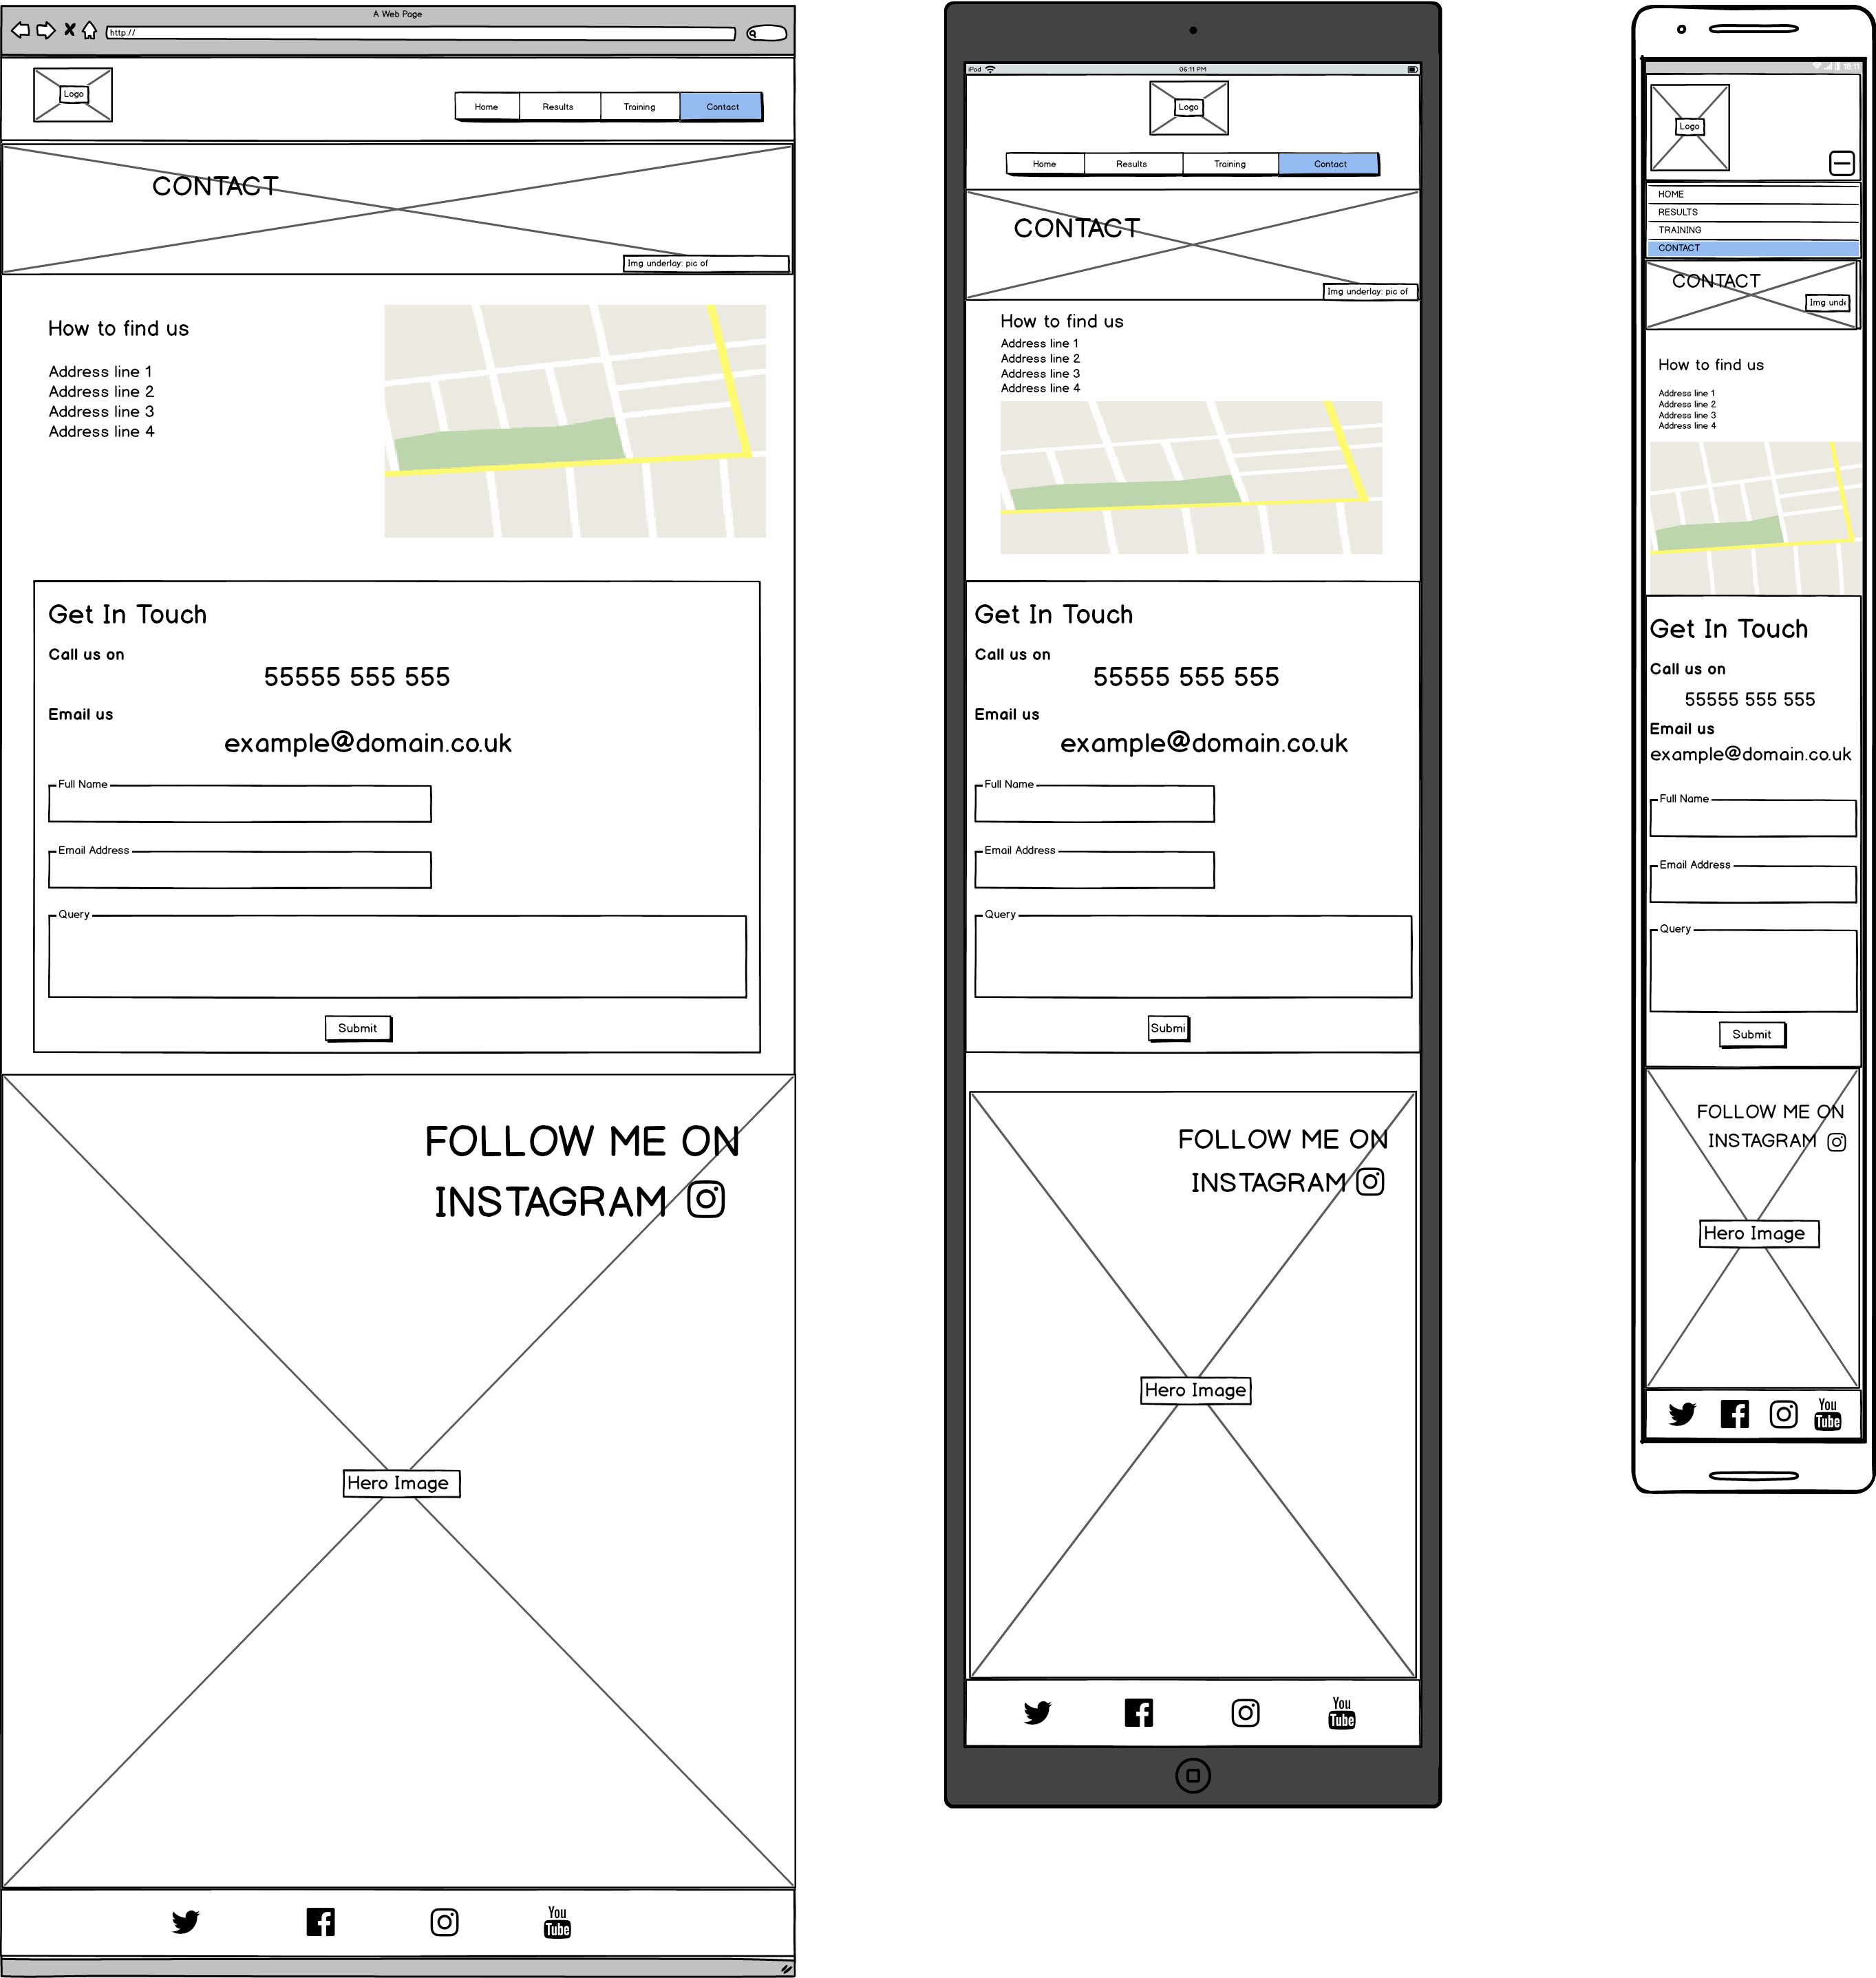 A Web Page
http://
Logo
Home Results Training Contact
CONTACT
Img underlay: pic of
How to find us
Address line 1
Address line 2
Address line 3
Address line 4
Get In Touch
Call us on
55555 555 555
Email us
example@domain.co.uk
Full Name
Email Address
Query
Submit
FOLLOW ME ON
INSTAGRAM
Hero Image
You
Tube
iPod 06:11 PM
Logo
Home Results Training Contact
CONTACT
Img underlay: pic of
How to find us
Address line 1
Address line 2
Address line 3
Address line 4
Get In Touch
Call us on
55555 555 555
Email us
example@domain.co.uk
Full Name
Email Address
Query
Submi
FOLLOW ME ON
INSTAGRAM
Hero Image
You
Tube
Logo
HOME
RESULTS
TRAINING
CONTACT
CONTACT
Img unde
How to find us
Address line 1
Address line 2
Address line 3
Address line 4
Get In Touch
Call us on
55555 555 555
Email us
example@domain.co.uk
Full Name
Email Address
Query
Submit
FOLLOW ME ON
INSTAGRAM
Hero Image
You
Tube